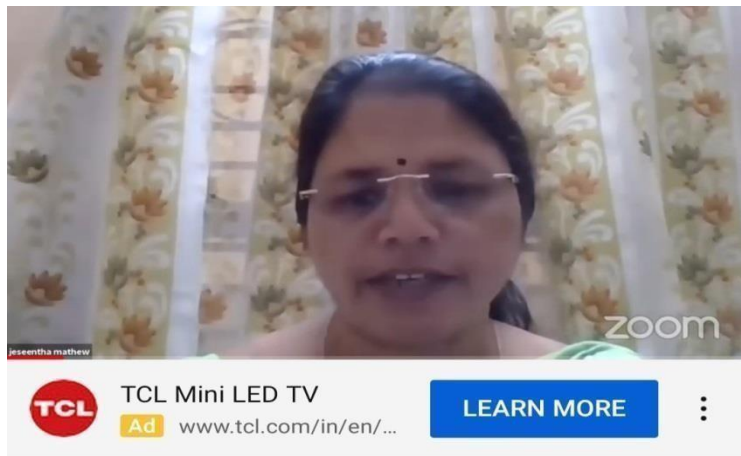 zoom
jeseentha mathew
TCL
TCL Mini LED TV
Ad www.tcl.com/in/en/...
LEARN MORE